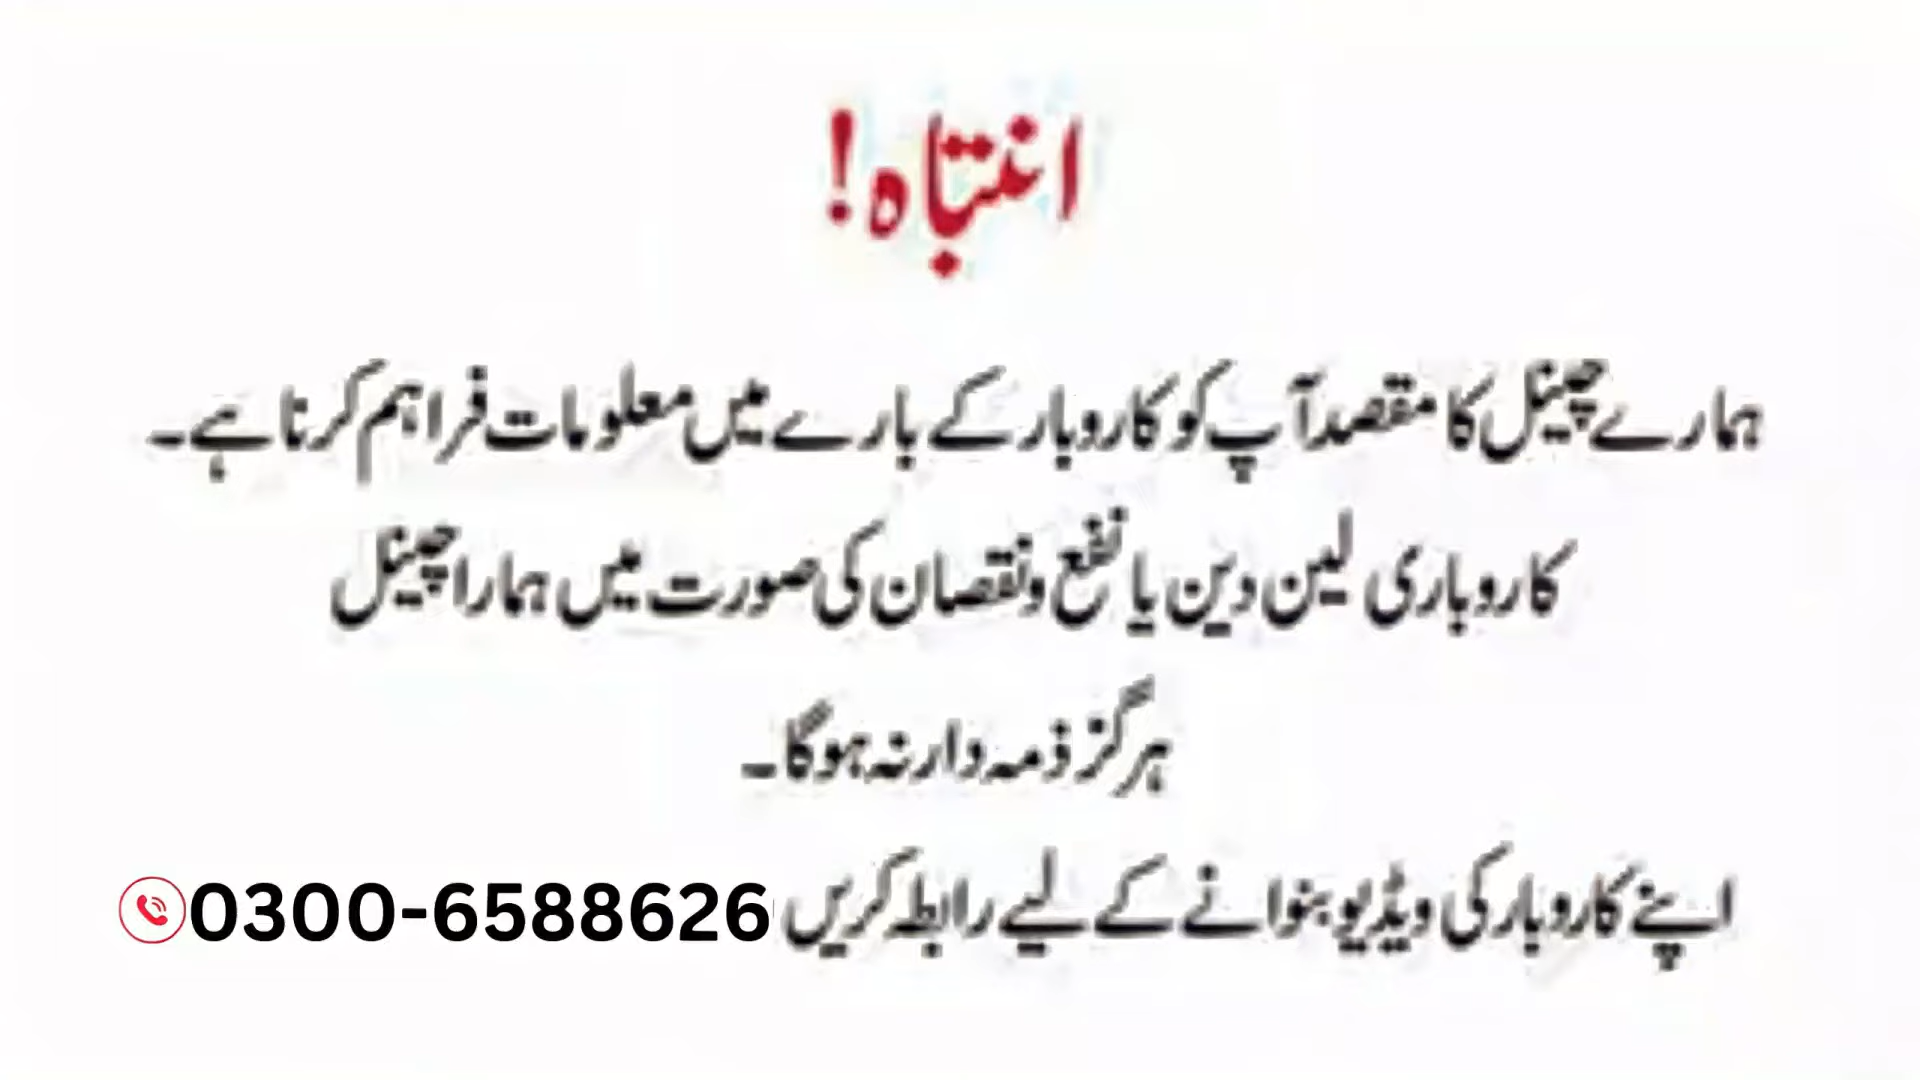 انتباہ!
ہمارے چینل کا مقصد آپ کو کاروبار کے بارے میں معلومات فراہم کرنا ہے۔
کاروباری لین دین یا نفع ونقصان کی صورت میں ہمارا چینل
ہرگز ذمہ دار نہ ہوگا۔
اپنے کاروبار کی ویڈیو بنوانے کے لیے رابطہ کریں 0300-6588626